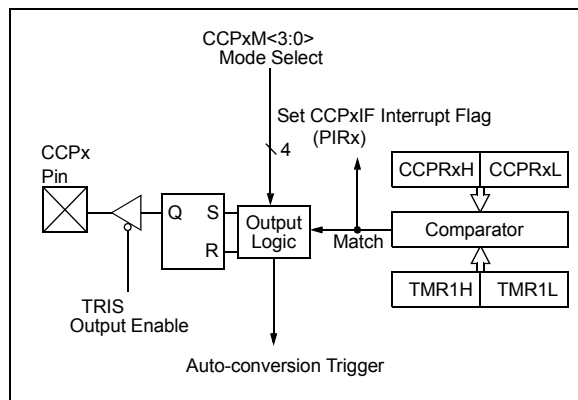 CCPxM<3:0>
Mode Select
Set CCPxIF Interrupt Flag
(PIRx)
4
CCPx
Pin
CCPRxH CCPRxL
Q S
R
Output
Logic
Match
Comparator
TMR1H TMR1L
TRIS
Output Enable
Auto-conversion Trigger